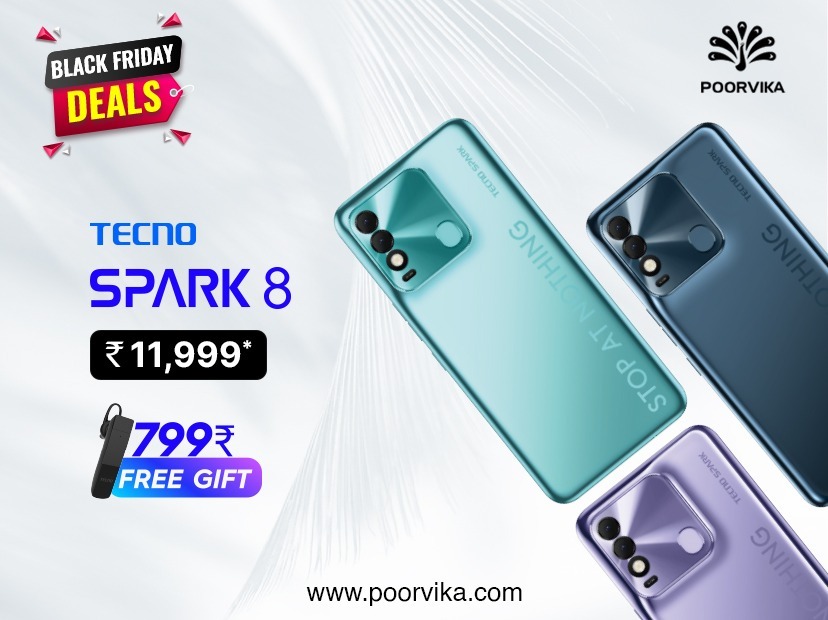 BLACK FRIDAY
DEALS
POORVIKA
TECNO
SPARK 8
₹ 11,999*
799₹
FREE GIFT
TECNO SPARK
STOP AT NOTHING
TECNO SPARK
NOTHING
TECNO SPARK
NOTHING
www.poorvika.com